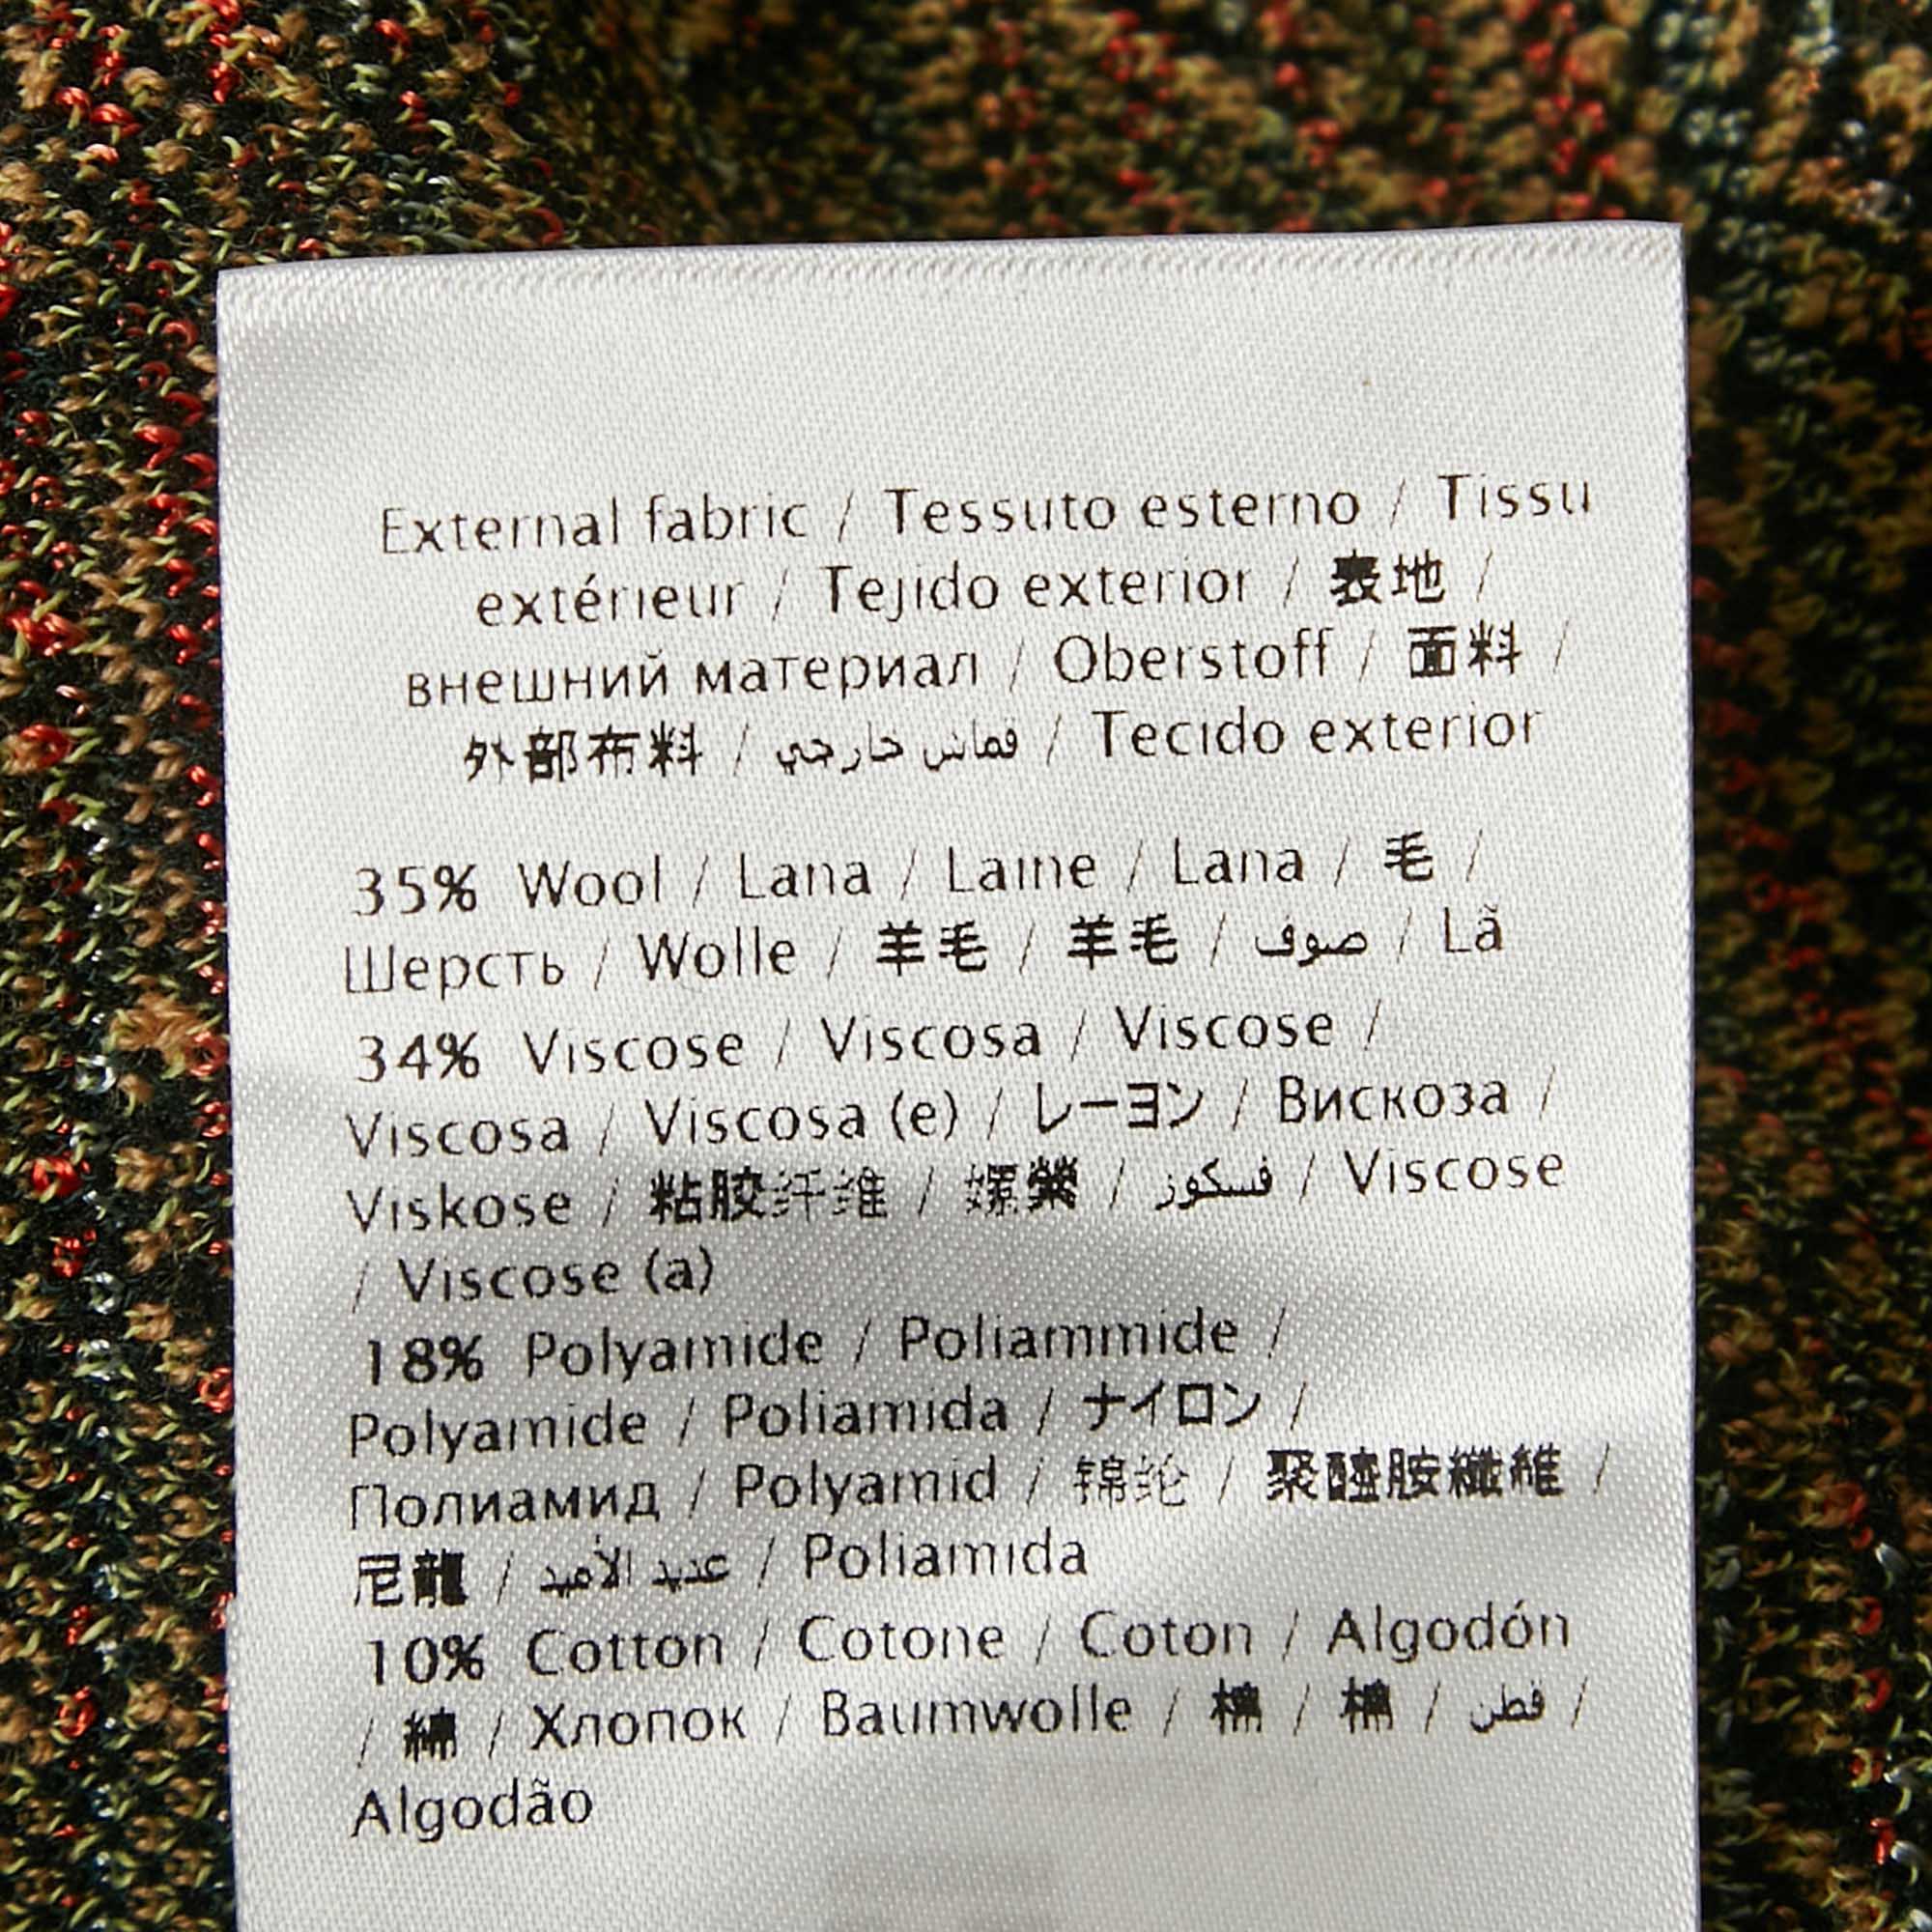 External fabric / Tessuto esterno / Tissu
extérieur / Tejido exterior / 表地 /
внешний материал / Oberstoff / 面料 /
外部布料 / قماش خارجي / Tecido exterior
35% Wool / Lana / Laine / Lana / 毛 /
Шерсть / Wolle / 羊毛 / 羊毛 / صوف / Lã
34% Viscose / Viscosa / Viscose /
Viscosa / Viscosa (e) / レーヨン / Вискоза /
Viskose / 粘胶纤维 / 嫘縈 / فسكوز / Viscose
/ Viscose (a)
18% Polyamide / Poliammide /
Polyamide / Poliamida / ナイロン /
Полиамид / Polyamid / 锦纶 / 聚醯胺纖維 /
尼龍 / عديد الأميد / Poliamida
10% Cotton / Cotone / Coton / Algodón
/ 綿 / Хлопок / Baumwolle / 棉 / 棉 / قطن /
Algodão